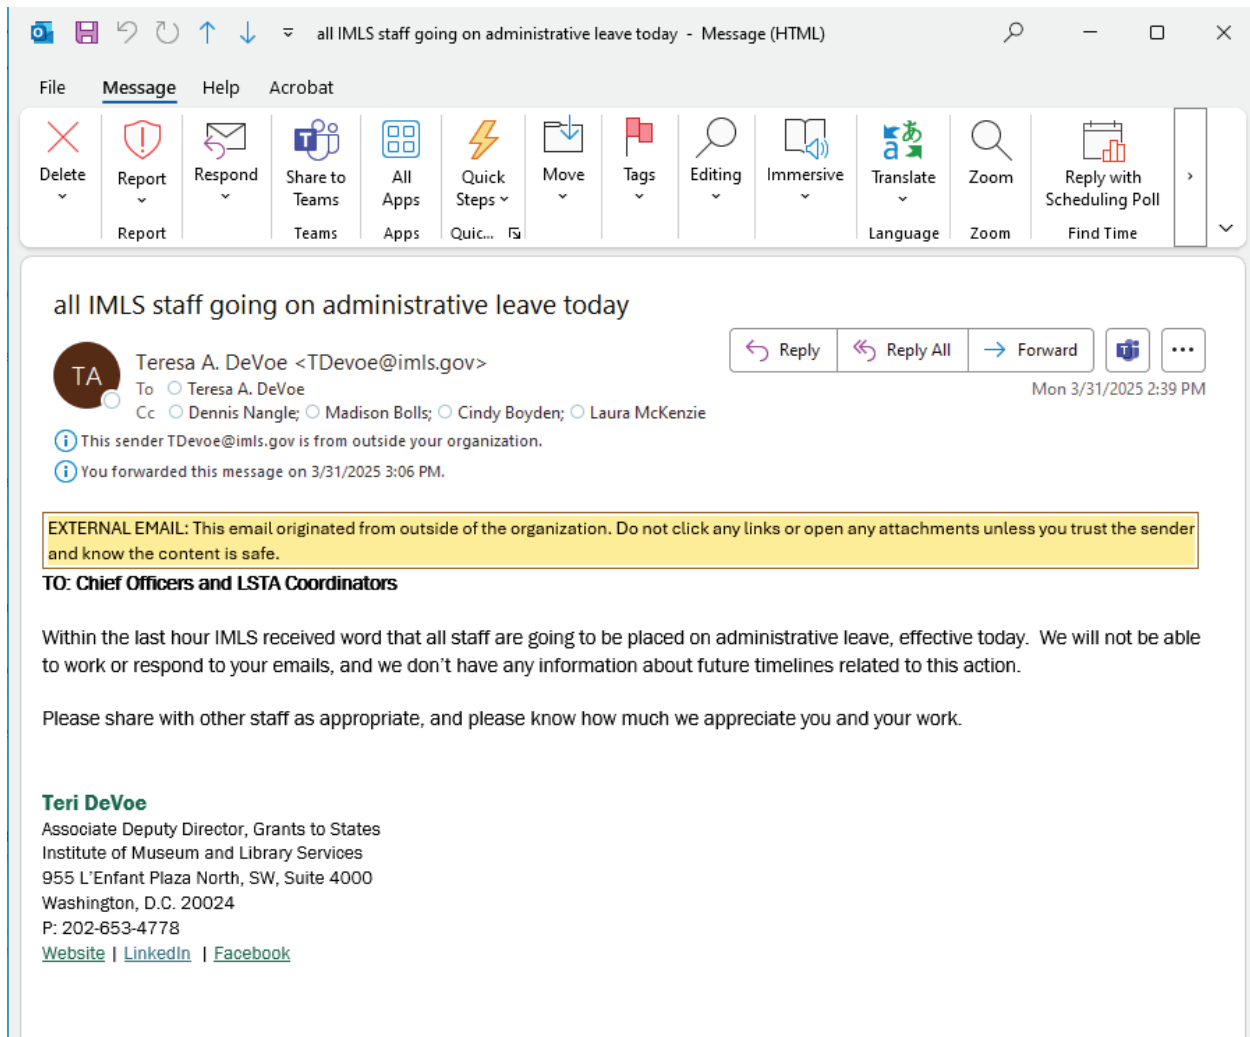 all IMLS staff going on administrative leave today - Message (HTML)
File Message Help Acrobat
Delete
Report
Respond
Share to
Teams
All
Apps
Quick
Steps
Move
Tags
Editing
Immersive
Translate
Zoom
Reply with
Scheduling Poll
Report Teams Apps Quic... Language Zoom Find Time
all IMLS staff going on administrative leave today
TA
Teresa A. DeVoe <TDevoe@imls.gov>
To Teresa A. DeVoe
Cc Dennis Nangle; Madison Bolls; Cindy Boyden; Laura McKenzie
Reply Reply All Forward
Mon 3/31/2025 2:39 PM
This sender TDevoe@imls.gov is from outside your organization.
You forwarded this message on 3/31/2025 3:06 PM.
EXTERNAL EMAIL: This email originated from outside of the organization. Do not click any links or open any attachments unless you trust the sender
and know the content is safe.
TO: Chief Officers and LSTA Coordinators
Within the last hour IMLS received word that all staff are going to be placed on administrative leave, effective today. We will not be able
to work or respond to your emails, and we don't have any information about future timelines related to this action.
Please share with other staff as appropriate, and please know how much we appreciate you and your work.
Teri DeVoe
Associate Deputy Director, Grants to States
Institute of Museum and Library Services
955 L'Enfant Plaza North, SW, Suite 4000
Washington, D.C. 20024
P: 202-653-4778
Website | LinkedIn | Facebook